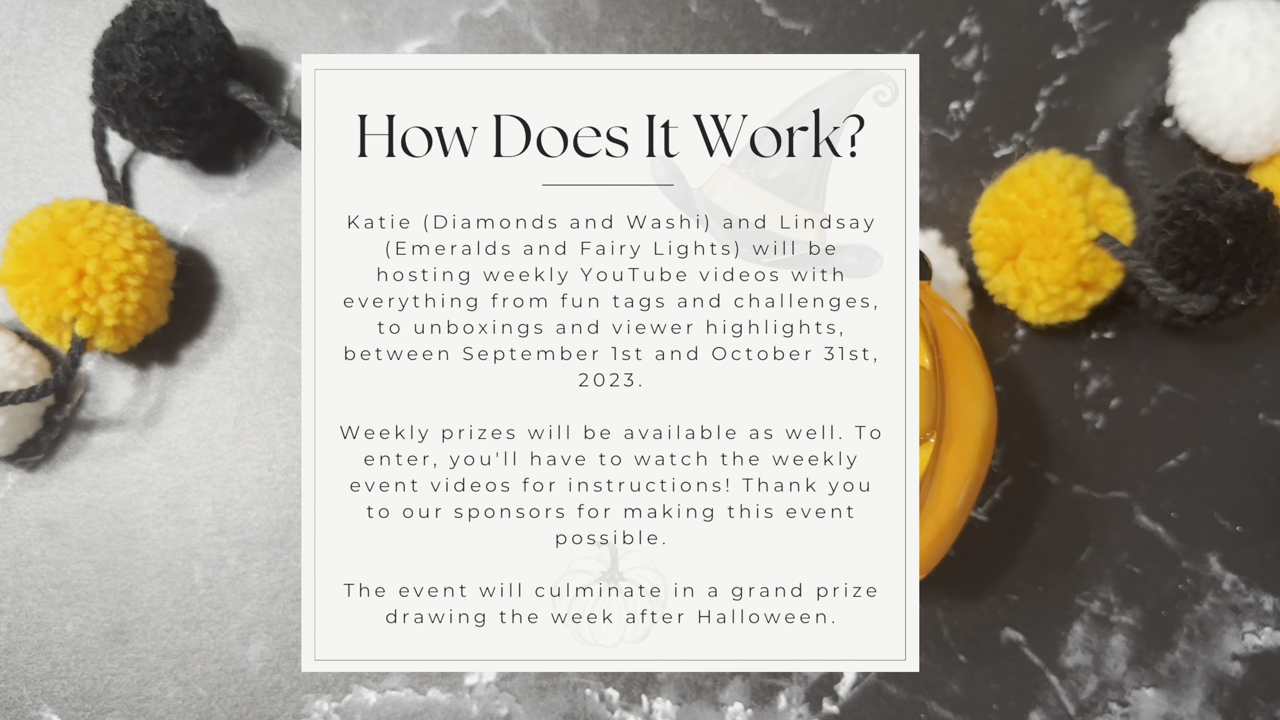 How Does It Work?
Katie (Diamonds and Washi) and Lindsay
(Emeralds and Fairy Lights) will be
hosting weekly YouTube videos with
everything from fun tags and challenges,
to unboxings and viewer highlights,
between September 1st and October 31st,
2023.
Weekly prizes will be available as well. To
enter, you'll have to watch the weekly
event videos for instructions! Thank you
to our sponsors for making this event
possible.
The event will culminate in a grand prize
drawing the week after Halloween.